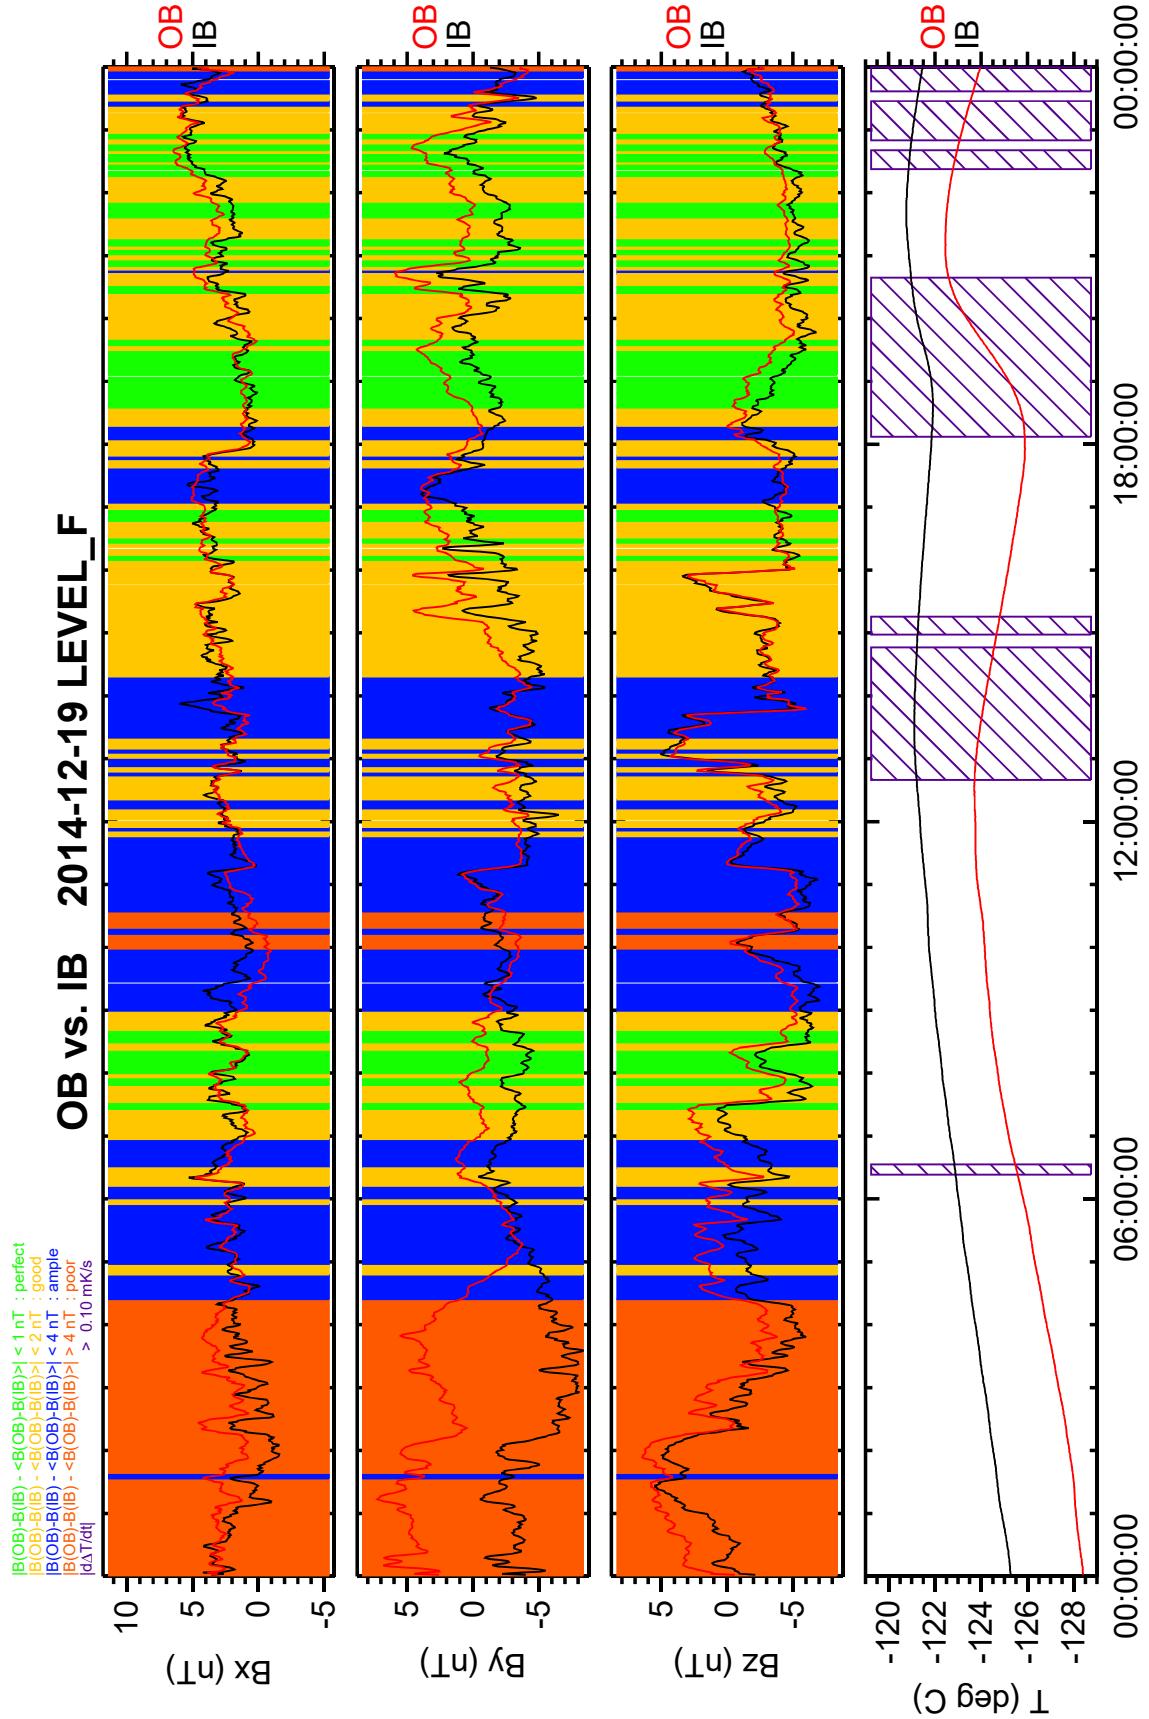 OB vs. IB 2014-12-19 LEVEL_F
|B(OB)-B(IB) - <B(OB)-B(IB)>| < 1 nT : perfect
|B(OB)-B(IB) - <B(OB)-B(IB)>| < 2 nT : good
|B(OB)-B(IB) - <B(OB)-B(IB)>| < 4 nT : ample
|B(OB)-B(IB) - <B(OB)-B(IB)>| > 4 nT : poor
|dΔT/dt| > 0.10 mK/s
Bx (nT)
10
5
0
-5
OB
IB
By (nT)
5
0
-5
OB
IB
Bz (nT)
5
0
-5
OB
IB
T (deg C)
-120
-122
-124
-126
-128
OB
IB
00:00:00
06:00:00
12:00:00
18:00:00
00:00:00